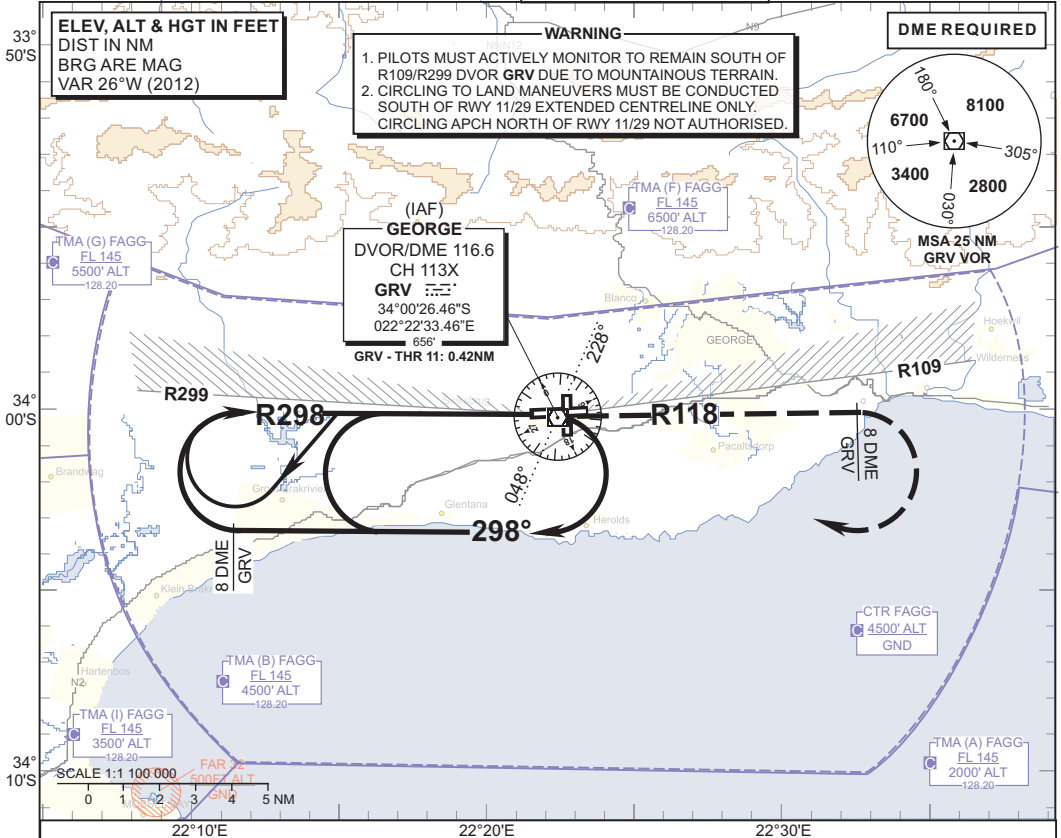 33°
50'S
ELEV, ALT & HGT IN FEET
DIST IN NM
BRG ARE MAG
VAR 26°W (2012)
N9/N12
N9
WARNING
1. PILOTS MUST ACTIVELY MONITOR TO REMAIN SOUTH OF
R109/R299 DVOR GRV DUE TO MOUNTAINOUS TERRAIN.
2. CIRCLING TO LAND MANEUVERS MUST BE CONDUCTED
SOUTH OF RWY 11/29 EXTENDED CENTRELINE ONLY.
CIRCLING APCH NORTH OF RWY 11/29 NOT AUTHORISED.
DME REQUIRED
180°
8100
6700
110°
305°
3400
2800
030°
MSA 25 NM
GRV VOR
TMA (F) FAGG
FL 145
6500' ALT
128.20
(IAF)
GEORGE
DVOR/DME 116.6
CH 113X
GRV
34°00'26.46"S
022°22'33.46"E
656'
GRV - THR 11: 0.42NM
TMA (G) FAGG
FL 145
5500' ALT
128.20
Blanco
Hoekwil
GEORGE
Wilderness
228°
R299
R109
34°
00'S
R298
R118
8 DME
GRV
Pacaltsdorp
Brandwag
048°
Glentana
Herolds
298°
8 DME
GRV
CTR FAGG
4500' ALT
GND
TMA (B) FAGG
FL 145
4500' ALT
128.20
Hartenbos
N2
TMA (I) FAGG
FL 145
3500' ALT
128.20
TMA (A) FAGG
FL 145
2000' ALT
128.20
34°
10'S
SCALE 1:1 100 000
0 1 2 3 4 5 NM
500FT ALT
GND
22°10'E
22°20'E
22°30'E